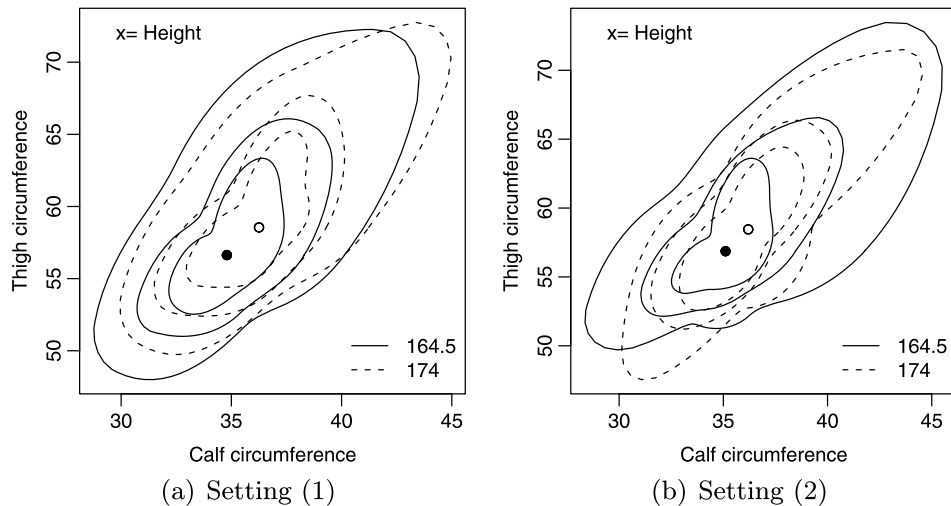 x= Height
Thigh circumference
70
65
60
55
50
164.5
174
30
35
40
45
Calf circumference
(a) Setting (1)
x= Height
Thigh circumference
70
65
60
55
50
164.5
174
30
35
40
45
Calf circumference
(b) Setting (2)